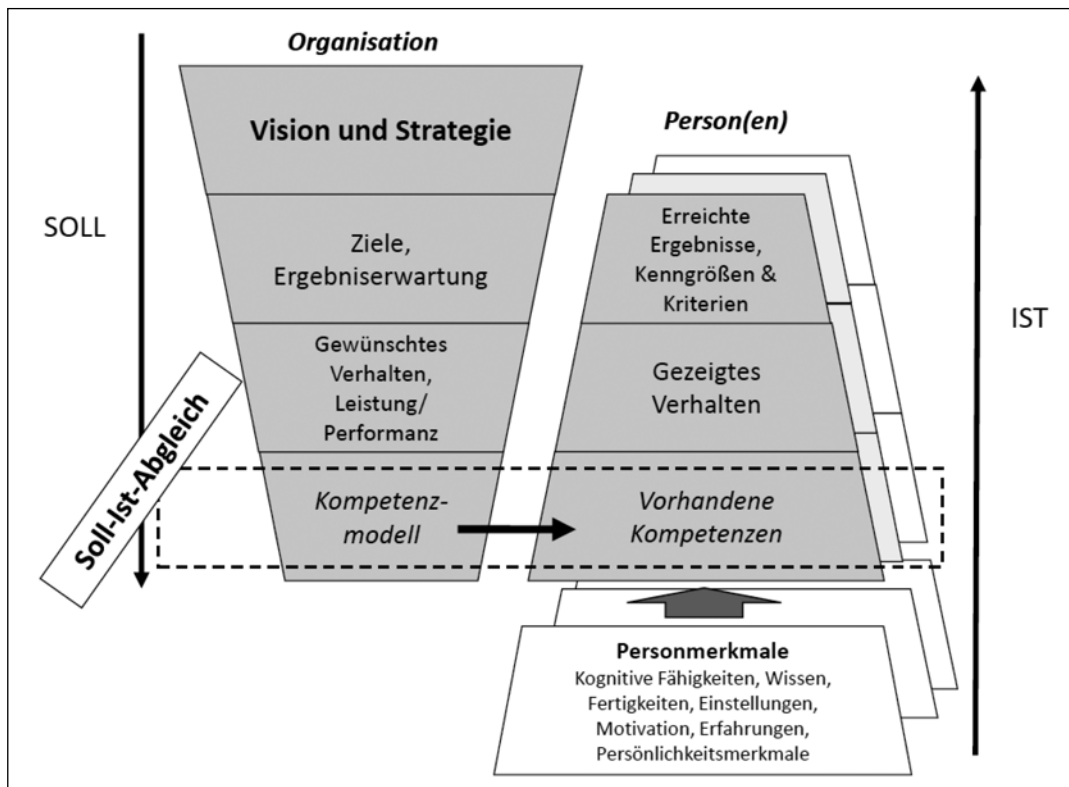 Organisation
Vision und Strategie
Ziele,
Ergebniserwartung
Gewünschtes
Verhalten,
Leistung/
Performanz
Kompetenz-
modell
SOLL
Soll-Ist-Abgleich
Person(en)
Erreichte
Ergebnisse,
Kenngrößen &
Kriterien
Gezeigtes
Verhalten
Vorhandene
Kompetenzen
IST
Personmerkmale
Kognitive Fähigkeiten, Wissen,
Fertigkeiten, Einstellungen,
Motivation, Erfahrungen,
Persönlichkeitsmerkmale